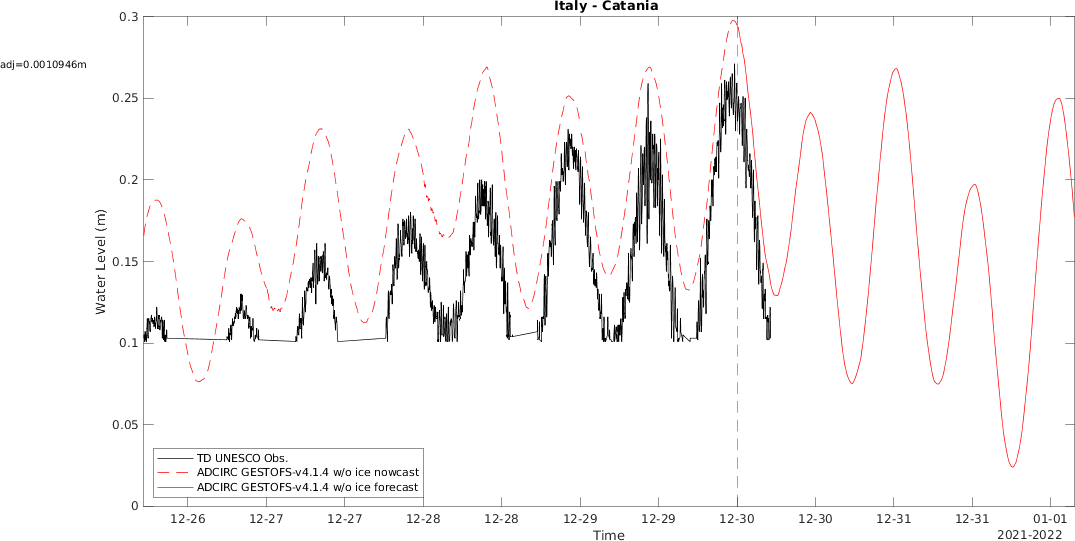 Italy - Catania
adj=0.0010946m
0.3
0.25
0.2
0.15
0.1
0.05
0
Water Level (m)
TD UNESCO Obs.
ADCIRC GESTOFS-v4.1.4 w/o ice nowcast
ADCIRC GESTOFS-v4.1.4 w/o ice forecast
12-26 12-27 12-27 12-28 12-28 12-29 12-29 12-30 12-30 12-31 12-31 01-01
Time
2021-2022